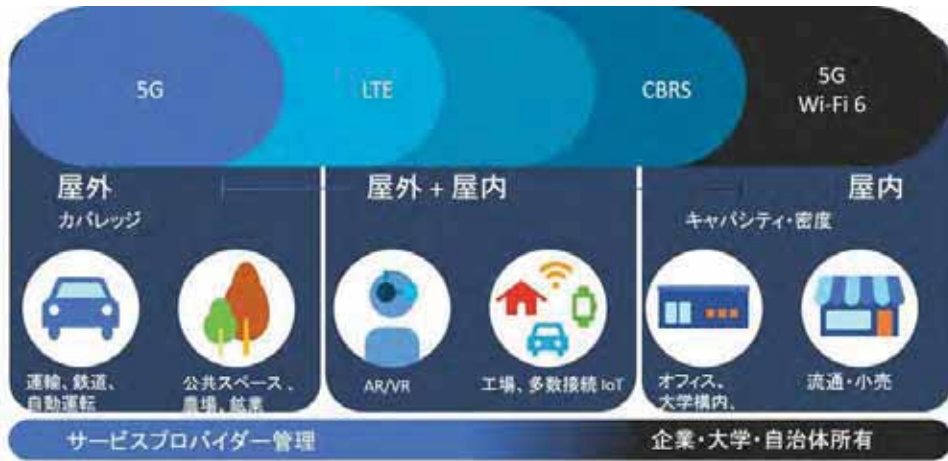 5G
LTE
CBRS
5G
Wi-Fi 6
屋外
屋外 + 屋内
屋内
カバレッジ
キャパシティ・密度
運輸、鉄道、
自動運転
公共スペース、
農場、鉱業
AR/VR
工場、多数接続 IoT
オフィス、
大学構内、
流通・小売
サービスプロバイダー管理
企業・大学・自治体所有